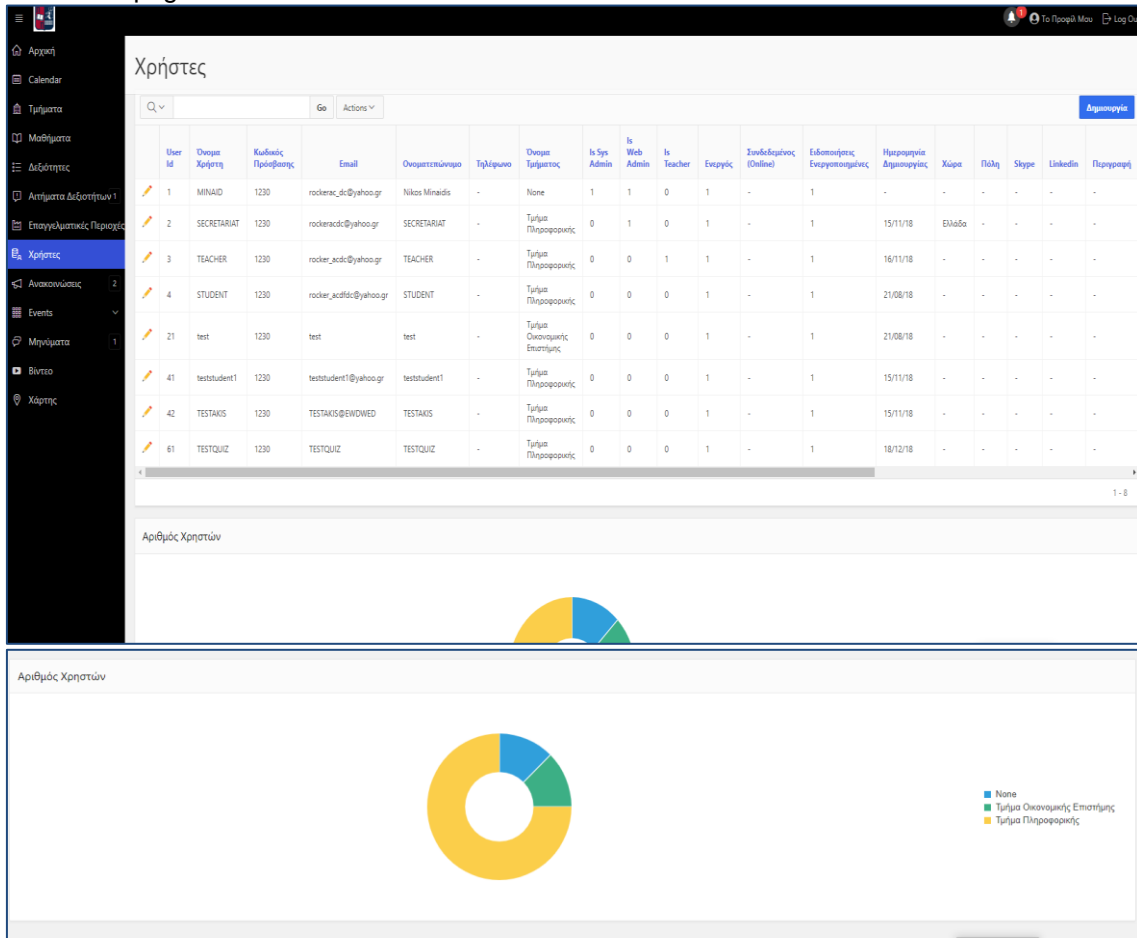 Το Προφίλ Μου Log Ou
Αρχική
Calendar
Τμήματα
Μαθήματα
Δεξιότητες
Αιτήματα Δεξιοτήτων 1
Επαγγελματικές Περιοχές
Χρήστες
Ανακοινώσεις 2
Events
Μηνύματα 1
Βίντεο
Χάρτης
Χρήστες
Go Actions Δημιουργία
User Id Όνομα Χρήστη Κωδικός Πρόσβασης Email Ονοματεπώνυμο Τηλέφωνο Όνομα Τμήματος Is Sys Admin Is Web Admin Is Teacher Ενεργός Συνδεδεμένος (Online) Ειδοποιήσεις Ενεργοποιημένες Ημερομηνία Δημιουργίας Χώρα Πόλη Skype Linkedin Περιγραφή
1 MINAID 1230 rockerac_dc@yahoo.gr Nikos Minaidis - None 1 1 0 1 - 1 - - - - - -
2 SECRETARIAT 1230 rockeracdc@yahoo.gr SECRETARIAT - Τμήμα Πληροφορικής 0 1 0 1 - 1 15/11/18 Ελλάδα - - - -
3 TEACHER 1230 rocker_acdc@yahoo.gr TEACHER - Τμήμα Πληροφορικής 0 0 1 1 - 1 16/11/18 - - - - -
4 STUDENT 1230 rocker_acdfdc@yahoo.gr STUDENT - Τμήμα Πληροφορικής 0 0 0 1 - 1 21/08/18 - - - - -
21 test 1230 test test - Τμήμα Οικονομικής Επιστήμης 0 0 0 1 - 1 21/08/18 - - - - -
41 teststudent1 1230 teststudent1@yahoo.gr teststudent1 - Τμήμα Πληροφορικής 0 0 0 1 - 1 15/11/18 - - - - -
42 TESTAKIS 1230 TESTAKIS@EWDWED TESTAKIS - Τμήμα Πληροφορικής 0 0 0 1 - 1 15/11/18 - - - - -
61 TESTQUIZ 1230 TESTQUIZ TESTQUIZ - Τμήμα Πληροφορικής 0 0 0 1 - 1 18/12/18 - - - - -
1 - 8
Αριθμός Χρηστών
Αριθμός Χρηστών
None
Τμήμα Οικονομικής Επιστήμης
Τμήμα Πληροφορικής